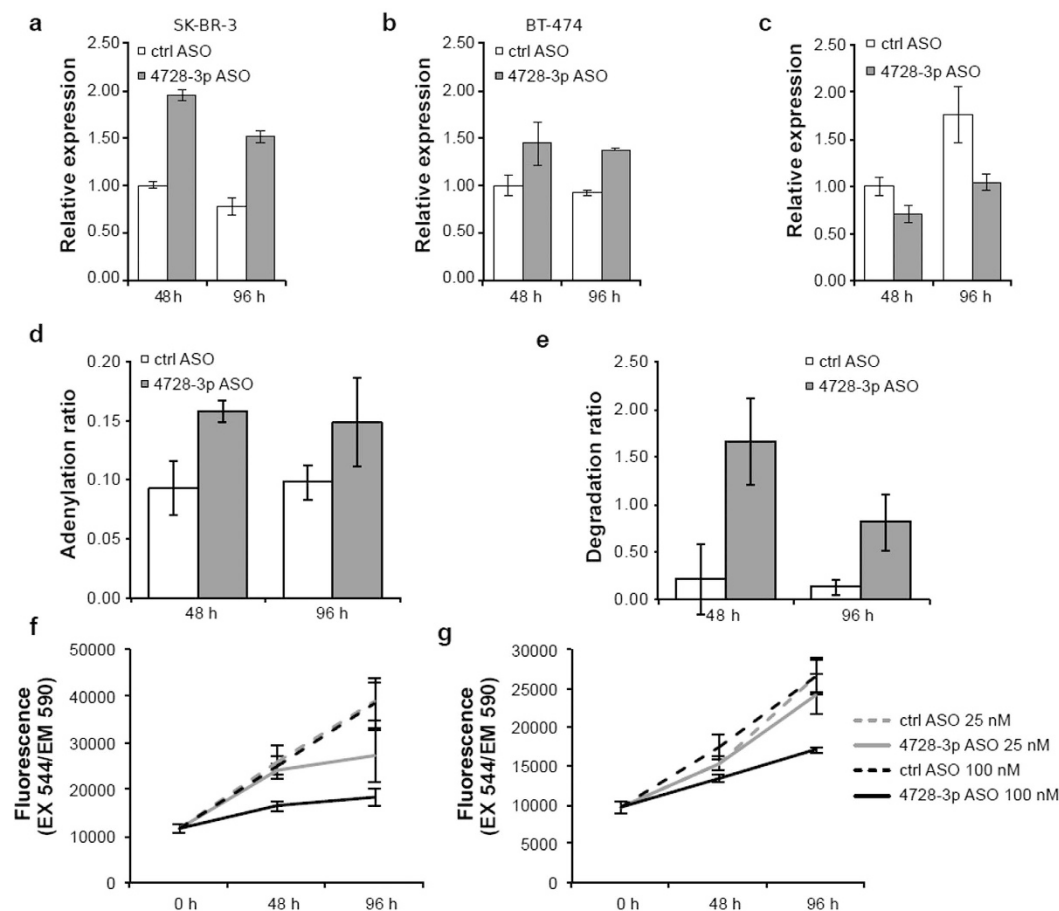 a
SK-BR-3
2.50
2.00
1.50
1.00
0.50
0.00
Relative expression
ctrl ASO
4728-3p ASO
48 h
96 h
b
BT-474
2.50
2.00
1.50
1.00
0.50
0.00
Relative expression
ctrl ASO
4728-3p ASO
48 h
96 h
c
2.50
2.00
1.50
1.00
0.50
0.00
Relative expression
ctrl ASO
4728-3p ASO
48 h
96 h
d
0.20
0.15
0.10
0.05
0.00
Adenylation ratio
ctrl ASO
4728-3p ASO
48 h
96 h
e
2.50
2.00
1.50
1.00
0.50
0.00
Degradation ratio
ctrl ASO
4728-3p ASO
48 h
96 h
f
50000
40000
30000
20000
10000
0
Fluorescence
(EX 544/EM 590)
0 h
48 h
96 h
g
30000
25000
20000
15000
10000
5000
0
Fluorescence
(EX 544/EM 590)
0 h
48 h
96 h
ctrl ASO 25 nM
4728-3p ASO 25 nM
ctrl ASO 100 nM
4728-3p ASO 100 nM